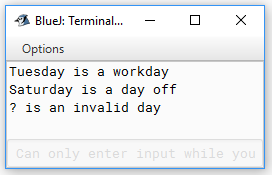 BlueJ: Terminal...
Options
Tuesday is a workday
Saturday is a day off
? is an invalid day
Can only enter input while you